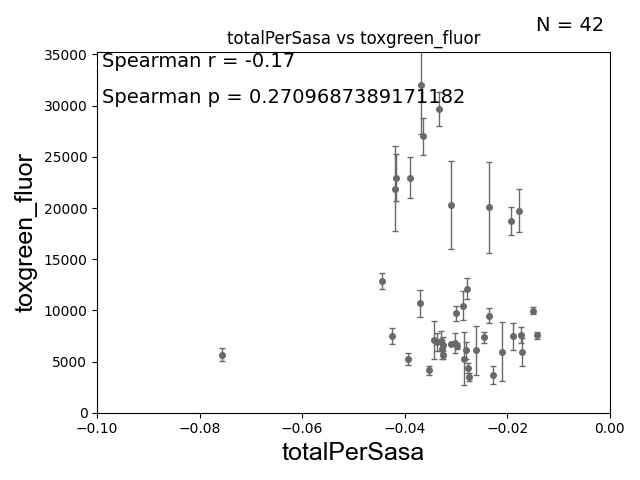 N = 42
totalPerSasa vs toxgreen_fluor
Spearman r = -0.17
Spearman p = 0.2709687389171182
toxgreen_fluor
35000
30000
25000
20000
15000
10000
5000
0
−0.10
−0.08
−0.06
−0.04
−0.02
0.00
totalPerSasa